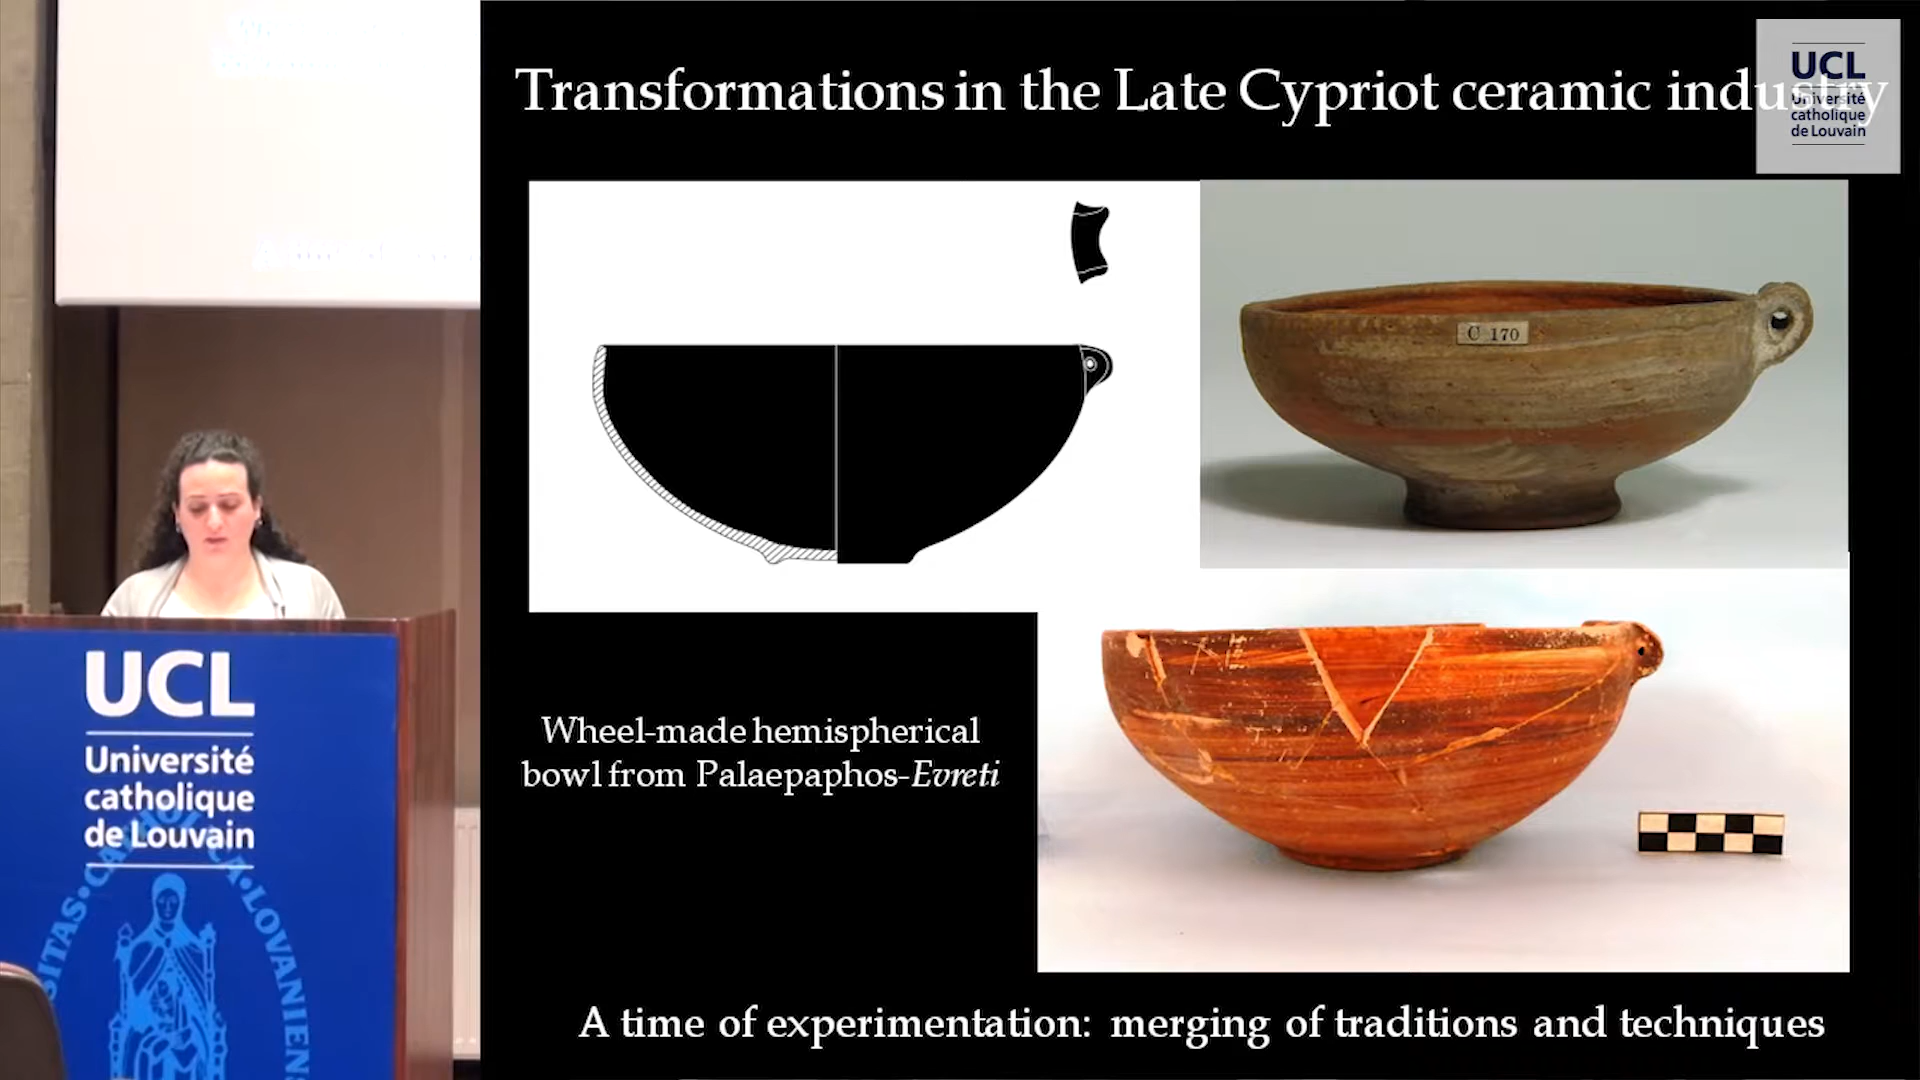 Transformations in the Late Cypriot ceramic industry
UCL
Université
catholique
de Louvain
C 170
Wheel-made hemispherical
bowl from Palaepaphos-Evreti
A time of experimentation: merging of traditions and techniques
UCL
Université
catholique
de Louvain